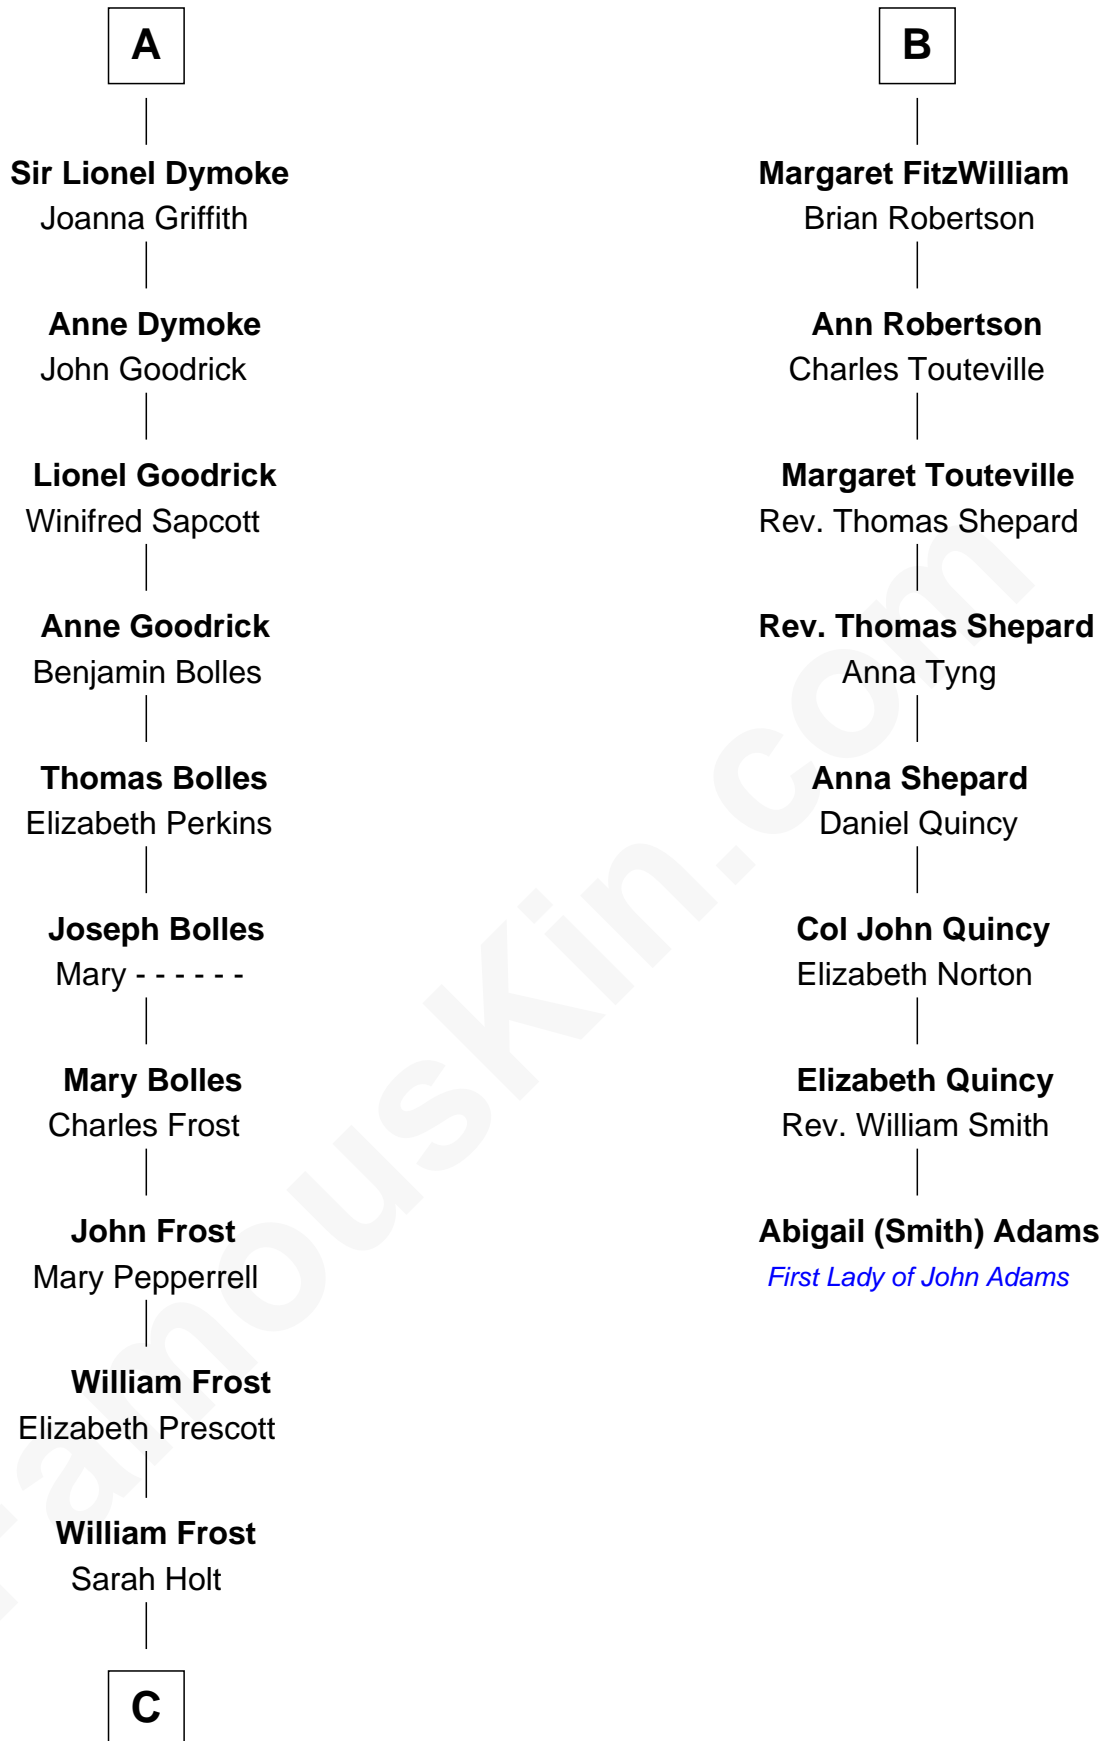 A
Sir Lionel Dymoke
Joanna Griffith
Anne Dymoke
John Goodrick
Lionel Goodrick
Winifred Sapcott
Anne Goodrick
Benjamin Bolles
Thomas Bolles
Elizabeth Perkins
Joseph Bolles
Mary - - - - - -
Mary Bolles
Charles Frost
John Frost
Mary Pepperrell
William Frost
Elizabeth Prescott
William Frost
Sarah Holt
C
B
Margaret FitzWilliam
Brian Robertson
Ann Robertson
Charles Touteville
Margaret Touteville
Rev. Thomas Shepard
Rev. Thomas Shepard
Anna Tyng
Anna Shepard
Daniel Quincy
Col John Quincy
Elizabeth Norton
Elizabeth Quincy
Rev. William Smith
Abigail (Smith) Adams
First Lady of John Adams
FamousKin.com